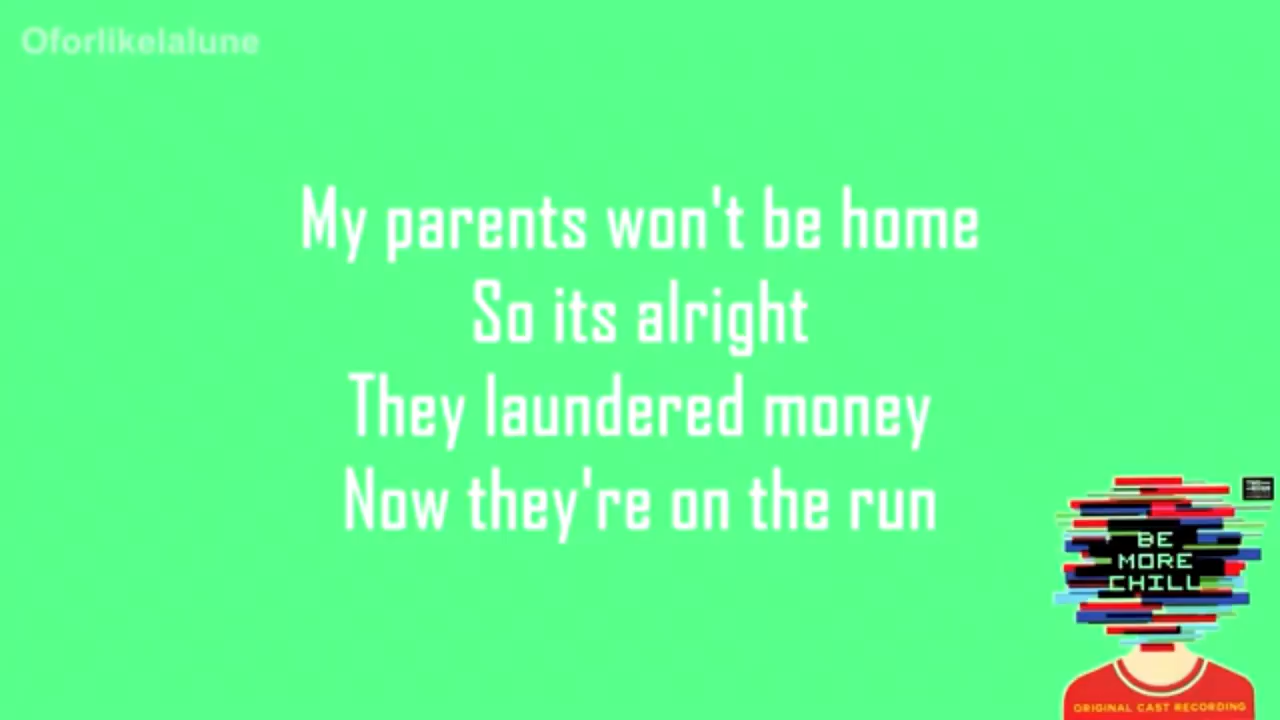 Oforlikelalune
My parents won't be home
So its alright
They laundered money
Now they're on the run
BE
MORE
CHILL
ORIGINAL CAST RECORDING